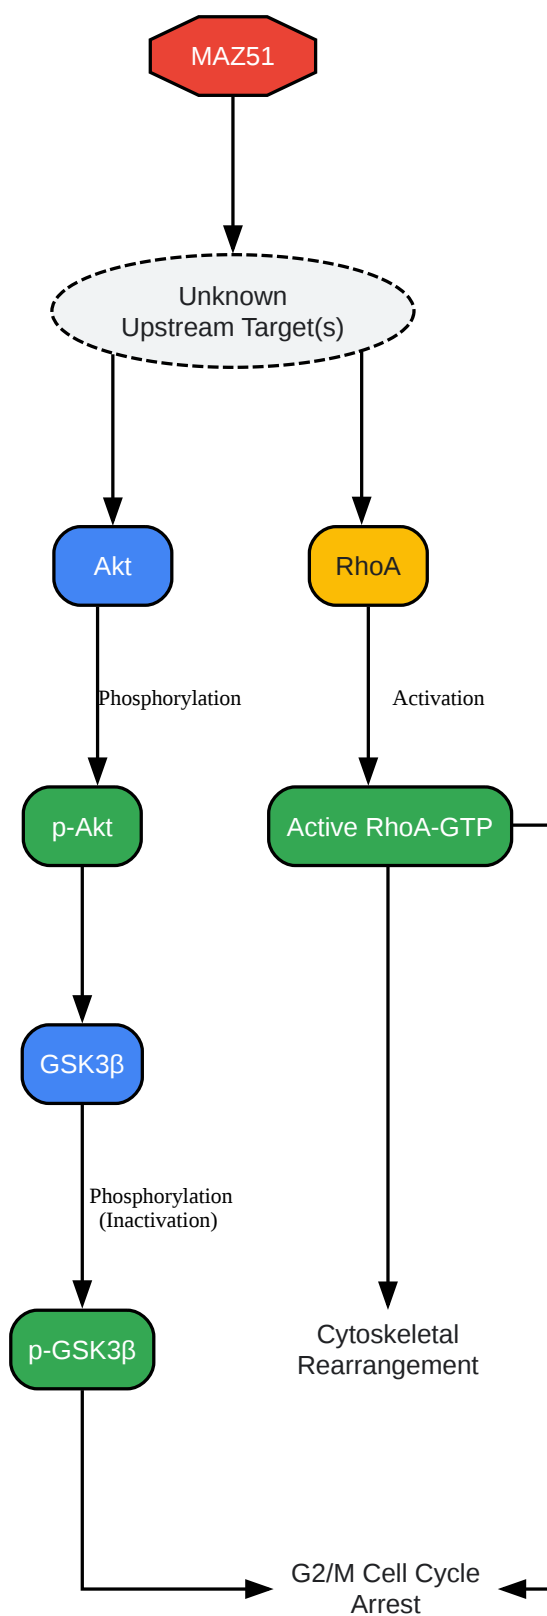 MAZ51
Unknown
Upstream Target(s)
Akt
RhoA
Phosphorylation
Activation
p-Akt
Active RhoA-GTP
GSK3β
Phosphorylation
(Inactivation)
p-GSK3β
Cytoskeletal
Rearrangement
G2/M Cell Cycle
Arrest